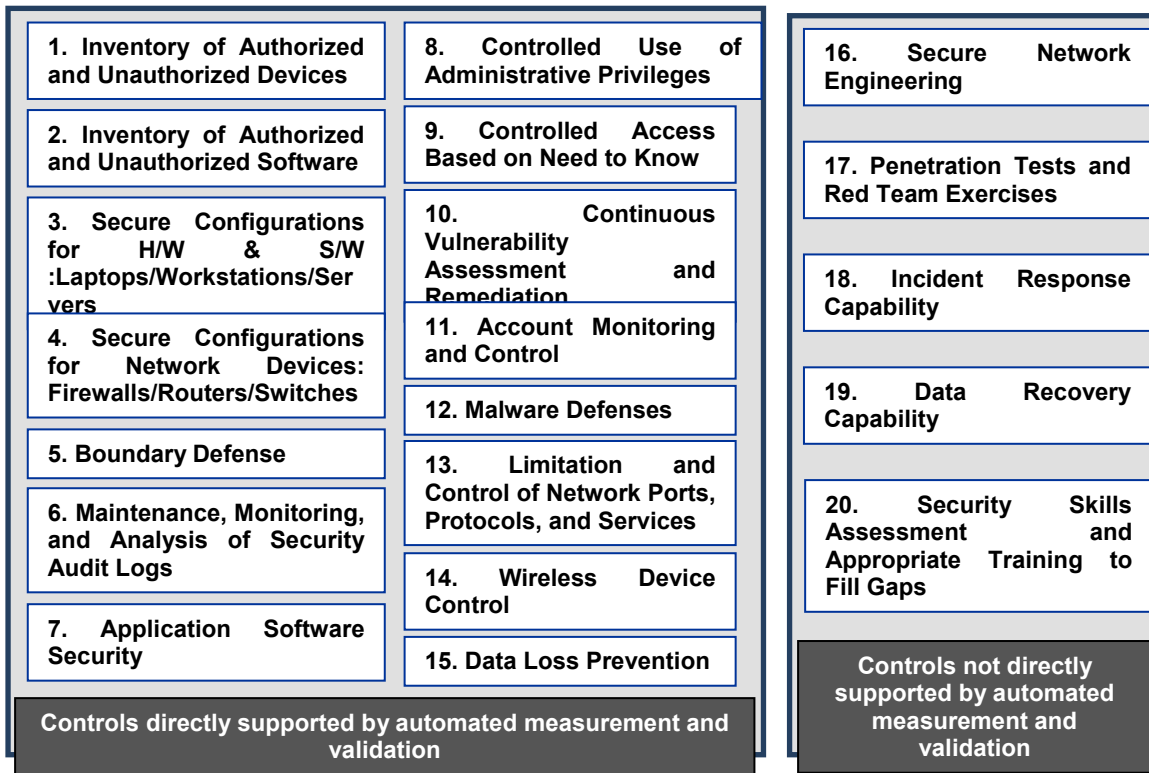 1. Inventory of Authorized
and Unauthorized Devices
2. Inventory of Authorized
and Unauthorized Software
3. Secure Configurations
for H/W & S/W
:Laptops/Workstations/Ser
vers
4. Secure Configurations
for Network Devices:
Firewalls/Routers/Switches
5. Boundary Defense
6. Maintenance, Monitoring,
and Analysis of Security
Audit Logs
7. Application Software
Security
8. Controlled Use of
Administrative Privileges
9. Controlled Access
Based on Need to Know
10. Continuous
Vulnerability
Assessment and
Remediation
11. Account Monitoring
and Control
12. Malware Defenses
13. Limitation and
Control of Network Ports,
Protocols, and Services
14. Wireless Device
Control
15. Data Loss Prevention
Controls directly supported by automated measurement and
validation
16. Secure Network
Engineering
17. Penetration Tests and
Red Team Exercises
18. Incident Response
Capability
19. Data Recovery
Capability
20. Security Skills
Assessment and
Appropriate Training to
Fill Gaps
Controls not directly
supported by automated
measurement and
validation